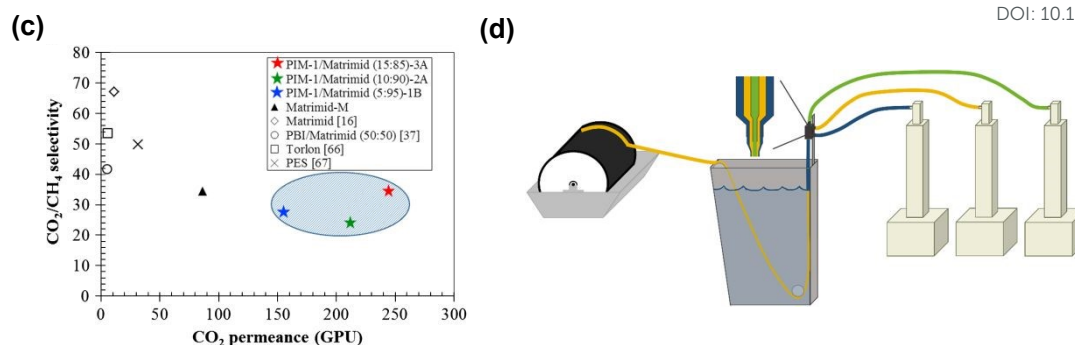 DOI: 10.1
(c)
(d)
80
70
60
50
40
30
20
10
0
CO₂/CH₄ selectivity
PIM-1/Matrimid (15:85)-3A
PIM-1/Matrimid (10:90)-2A
PIM-1/Matrimid (5:95)-1B
Matrimid-M
Matrimid [16]
PBI/Matrimid (50:50) [37]
Torlon [66]
PES [67]
0 50 100 150 200 250 300
CO₂ permeance (GPU)